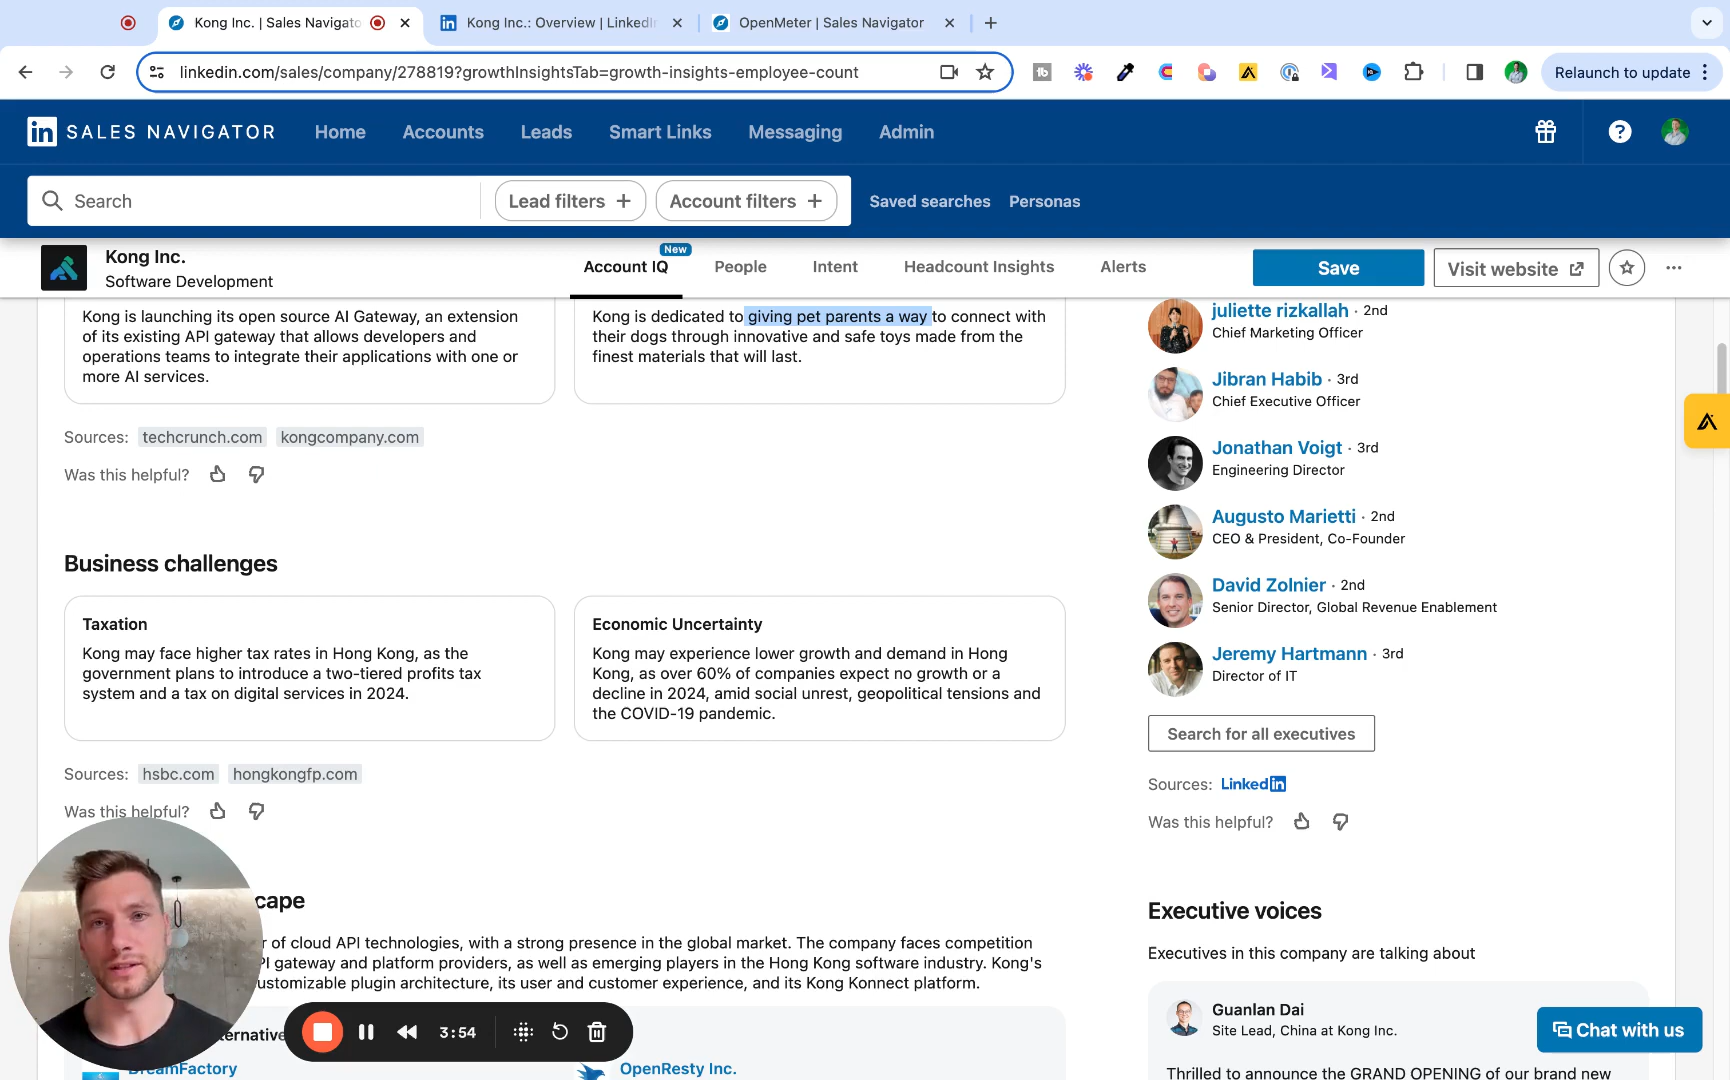 Kong Inc. | Sales Navigato
Kong Inc.: Overview | LinkedIn
OpenMeter | Sales Navigator
linkedin.com/sales/company/278819?growthInsightsTab=growth-insights-employee-count
Relaunch to update
in SALES NAVIGATOR
Home
Accounts
Leads
Smart Links
Messaging
Admin
Search
Lead filters +
Account filters +
Saved searches
Personas
Kong Inc.
Software Development
Account IQ
New
People
Intent
Headcount Insights
Alerts
Save
Visit website
Kong is launching its open source AI Gateway, an extension
of its existing API gateway that allows developers and
operations teams to integrate their applications with one or
more AI services.
Kong is dedicated to giving pet parents a way to connect with
their dogs through innovative and safe toys made from the
finest materials that will last.
Sources: techcrunch.com kongcompany.com
Was this helpful?
Business challenges
Taxation
Kong may face higher tax rates in Hong Kong, as the
government plans to introduce a two-tiered profits tax
system and a tax on digital services in 2024.
Economic Uncertainty
Kong may experience lower growth and demand in Hong
Kong, as over 60% of companies expect no growth or a
decline in 2024, amid social unrest, geopolitical tensions and
the COVID-19 pandemic.
Sources: hsbc.com hongkongfp.com
Was this helpful?
cape
r of cloud API technologies, with a strong presence in the global market. The company faces competition
PI gateway and platform providers, as well as emerging players in the Hong Kong software industry. Kong's
ustomizable plugin architecture, its user and customer experience, and its Kong Konnect platform.
ternative
DreamFactory
OpenResty Inc.
3:54
juliette rizkallah · 2nd
Chief Marketing Officer
Jibran Habib · 3rd
Chief Executive Officer
Jonathan Voigt · 3rd
Engineering Director
Augusto Marietti · 2nd
CEO & President, Co-Founder
David Zolnier · 2nd
Senior Director, Global Revenue Enablement
Jeremy Hartmann · 3rd
Director of IT
Search for all executives
Sources: LinkedIn
Was this helpful?
Executive voices
Executives in this company are talking about
Guanlan Dai
Site Lead, China at Kong Inc.
Thrilled to announce the GRAND OPENING of our brand new
Chat with us